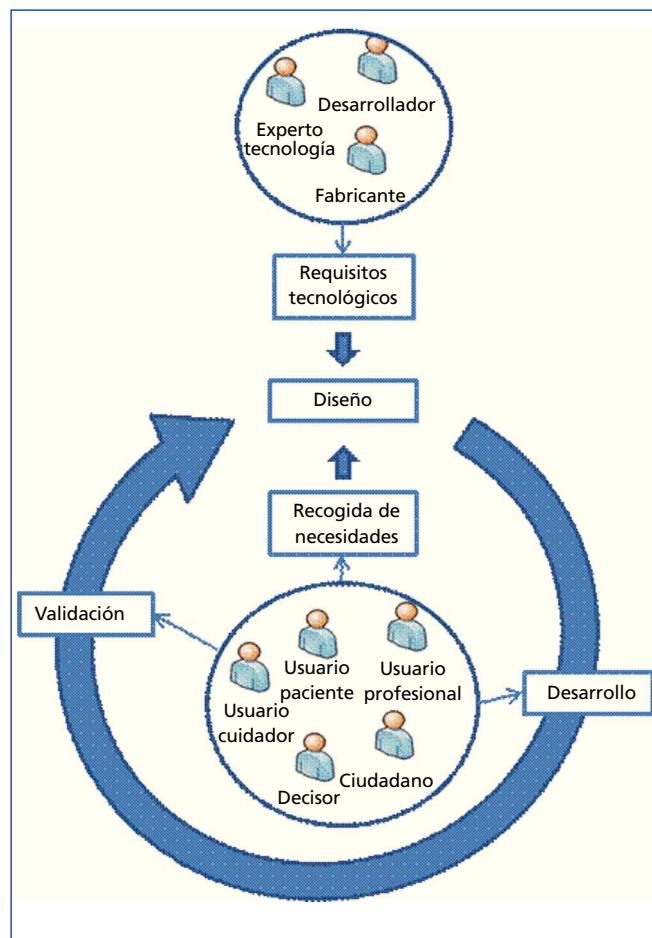 Desarrollador
Experto
tecnología
Fabricante
Requisitos
tecnológicos
Diseño
Recogida de
necesidades
Validación
Usuario
paciente
Usuario
profesional
Usuario
cuidador
Desarrollo
Ciudadano
Decisor